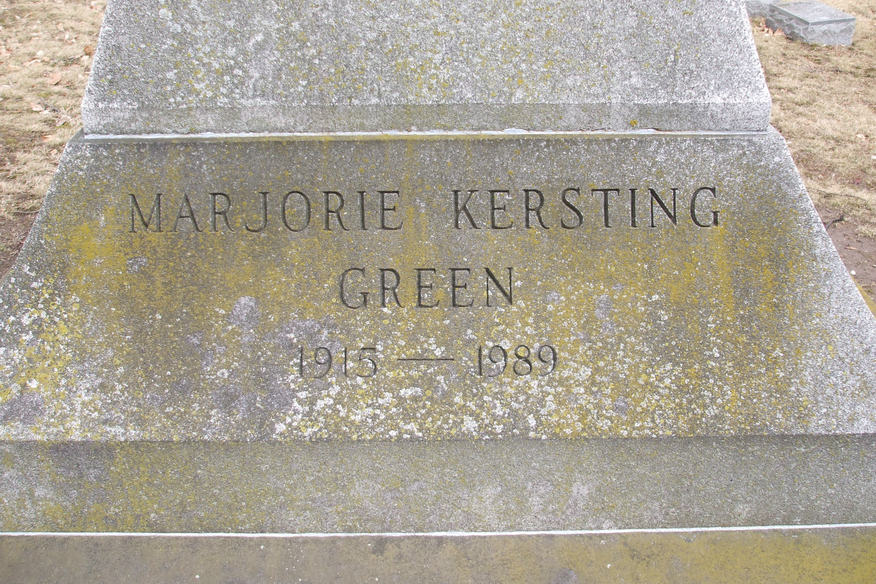 MARJORIE KERSTING
GREEN
1915 — 1989